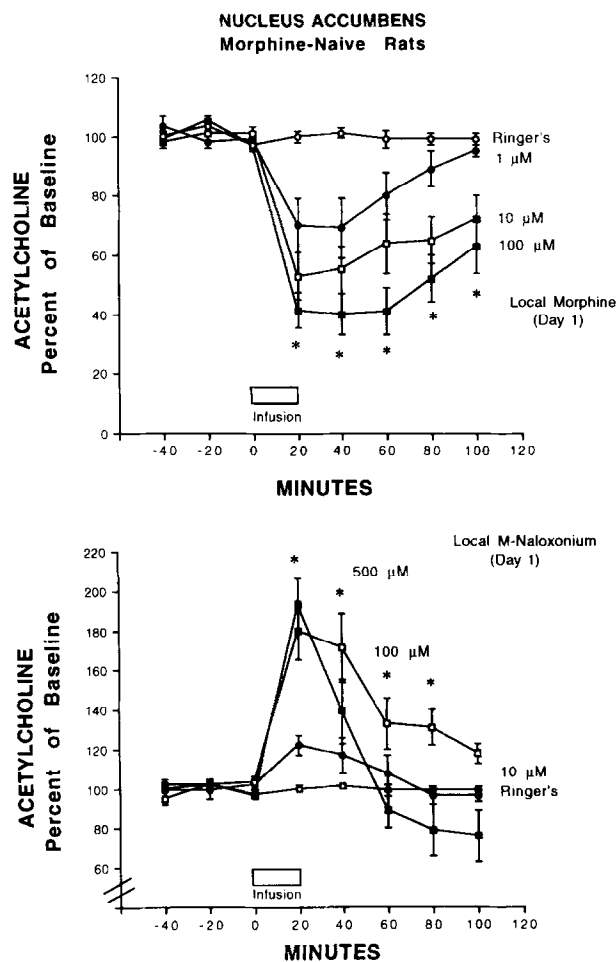 NUCLEUS ACCUMBENS
Morphine-Naive Rats
ACETYLCHOLINE
Percent of Baseline
120
100
80
60
40
20
0
Ringer's
1 µM
10 µM
100 µM
Local Morphine
(Day 1)
* * * * *
Infusion
-40 -20 0 20 40 60 80 100 120
MINUTES
Local M-Naloxonium
(Day 1)
ACETYLCHOLINE
Percent of Baseline
220
200
180
160
140
120
100
80
60
* * * *
500 µM
100 µM
10 µM
Ringer's
Infusion
-40 -20 0 20 40 60 80 100 120
MINUTES